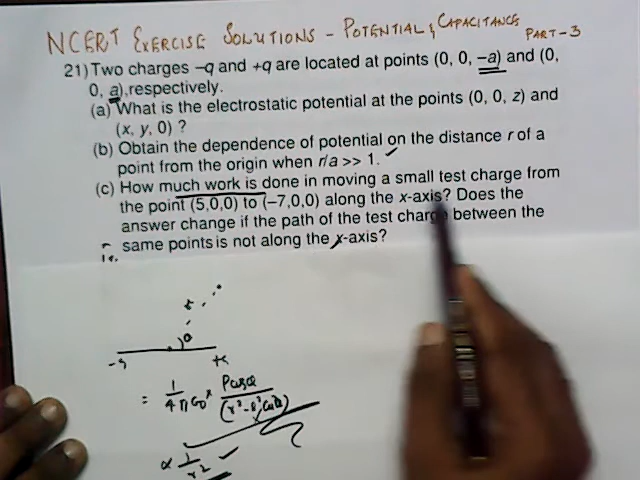 NCERT EXERCISE SOLUTIONS - POTENTIAL & CAPACITANCE PART-3
21) Two charges –q and +q are located at points (0, 0, –a) and (0,
0, a), respectively.
(a) What is the electrostatic potential at the points (0, 0, z) and
(x, y, 0) ?
(b) Obtain the dependence of potential on the distance r of a
point from the origin when r/a >> 1.
(c) How much work is done in moving a small test charge from
the point (5,0,0) to (–7,0,0) along the x-axis? Does the
answer change if the path of the test charge between the
same points is not along the x-axis?
= 1/4πε0 ×
∝ 1/r²